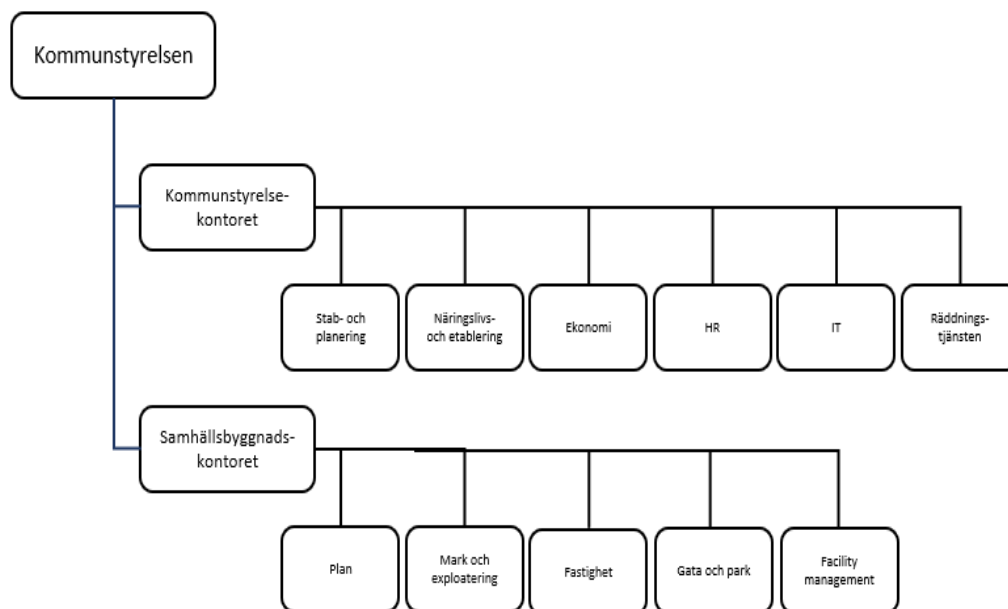 Kommunstyrelsen
Kommunstyrelse-
kontoret
Stab- och
planering
Näringslivs-
och etablering
Ekonomi
HR
IT
Räddnings-
tjänsten
Samhällsbyggnads-
kontoret
Plan
Mark och
exploatering
Fastighet
Gata och park
Facility
management